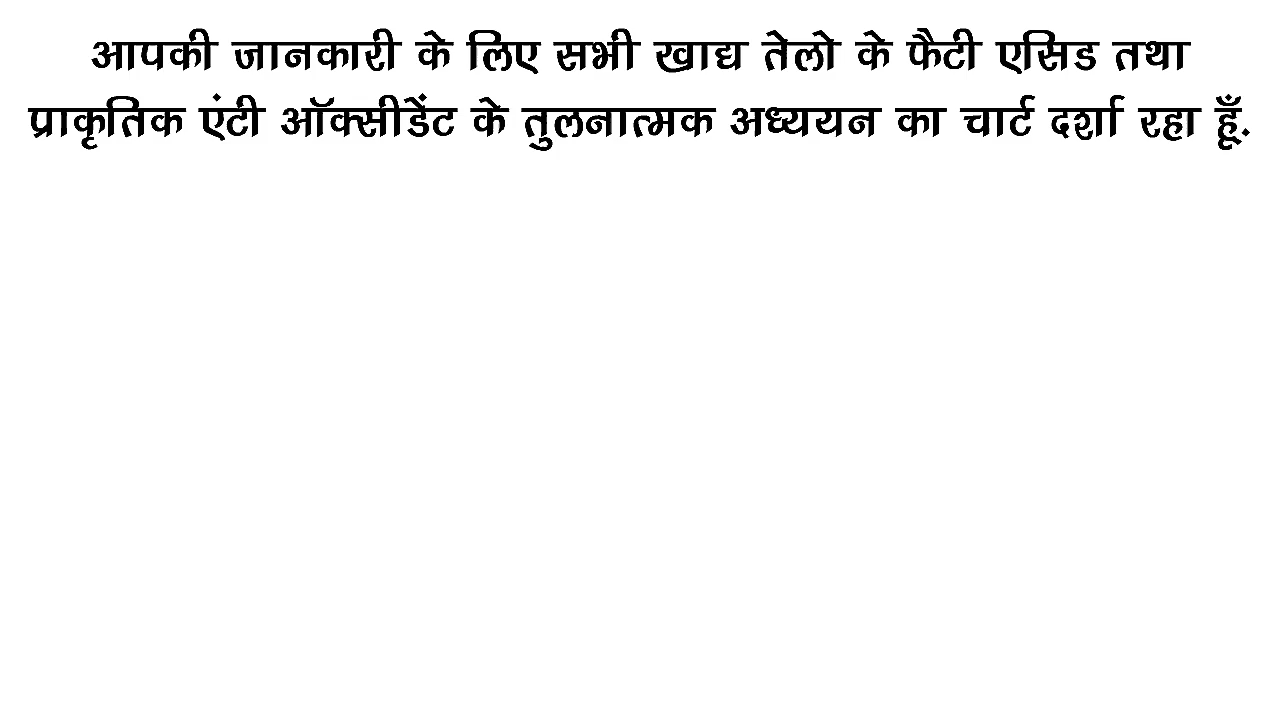 आपकी जानकारी के लिए सभी खाद्य तेलो के फैटी एसिड तथा
प्राकृतिक एंटी ऑक्सीडेंट के तुलनात्मक अध्ययन का चार्ट दर्शा रहा हूँ.